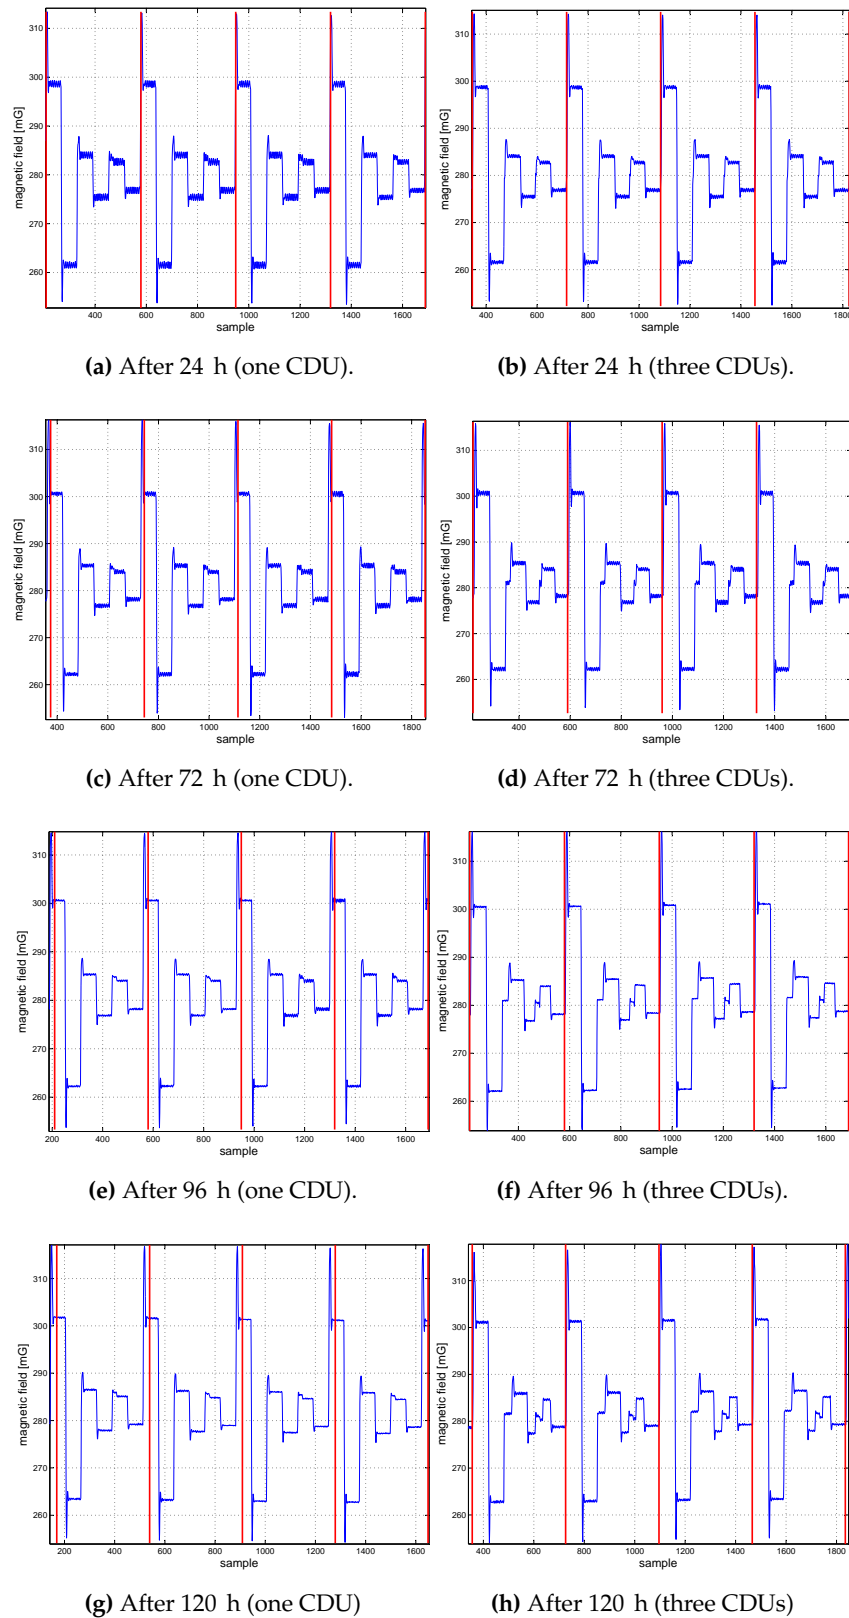 310
300
290
280
270
260
magnetic field [mG]
400 600 800 1000 1200 1400 1600
sample
(a) After 24 h (one CDU).
310
300
290
280
270
260
magnetic field [mG]
400 600 800 1000 1200 1400 1600 1800
sample
(b) After 24 h (three CDUs).
310
300
290
280
270
260
magnetic field [mG]
400 600 800 1000 1200 1400 1600 1800
sample
(c) After 72 h (one CDU).
310
300
290
280
270
260
magnetic field [mG]
400 600 800 1000 1200 1400 1600
sample
(d) After 72 h (three CDUs).
310
300
290
280
270
260
magnetic field [mG]
200 400 600 800 1000 1200 1400 1600
sample
(e) After 96 h (one CDU).
310
300
290
280
270
260
magnetic field [mG]
400 600 800 1000 1200 1400 1600
sample
(f) After 96 h (three CDUs).
310
300
290
280
270
260
magnetic field [mG]
200 400 600 800 1000 1200 1400 1600
sample
(g) After 120 h (one CDU)
310
300
290
280
270
260
magnetic field [mG]
400 600 800 1000 1200 1400 1600 1800
sample
(h) After 120 h (three CDUs)